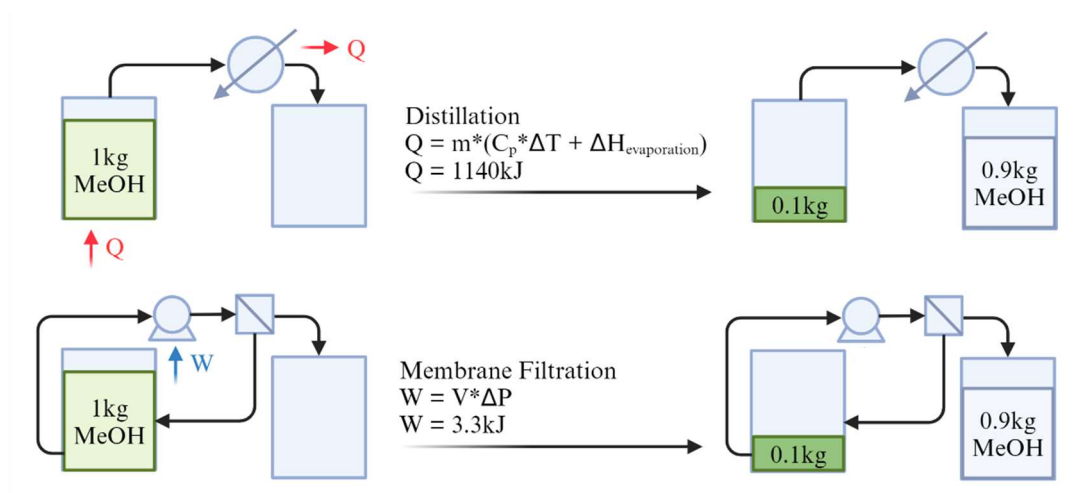 Q
1kg
MeOH
Q
Distillation
Q = m*(Cp*ΔT + ΔHevaporation)
Q = 1140kJ
0.1kg
0.9kg
MeOH
W
1kg
MeOH
Membrane Filtration
W = V*ΔP
W = 3.3kJ
0.1kg
0.9kg
MeOH